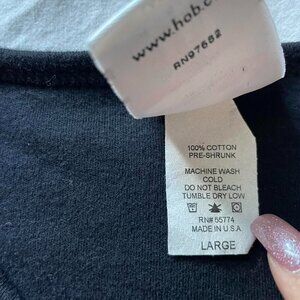 www.hob.c
RN97682
100% COTTON
PRE-SHRUNK
MACHINE WASH
COLD
DO NOT BLEACH
TUMBLE DRY LOW
RN# 55774
MADE IN U.S.A
LARGE